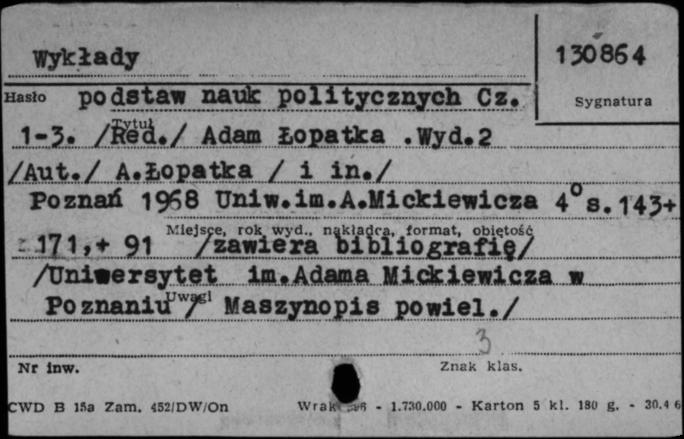 Wykłady
130864
Hasło podstaw nauk politycznych Cz.
Sygnatura
Tytuł
1-3. /Red./ Adam Łopatka .Wyd.2
/Aut./ A.Łopatka / i in./
Poznań 1968 Uniw.im.A.Mickiewicza 4° s.143+
Miejsce, rok wyd., nakładca, format, objętość
171,+ 91 /zawiera bibliografię/
/Uniwersytet im.Adama Mickiewicza w
Uwagi
Poznaniu / Maszynopis powiel./
3
Nr inw.
Znak klas.
CWD B 15a Zam. 452/DW/On - 1.730.000 - Karton 5 kl. 180 g. - 30.4